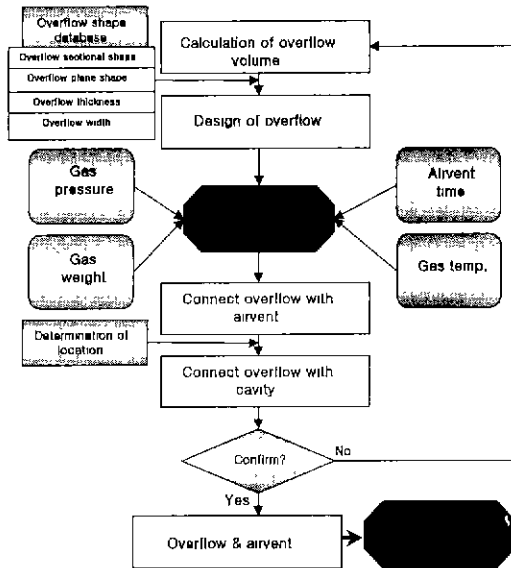 Overflow shape
database
Overflow sectional shape
Overflow plane shape
Overflow thickness
Overflow width
Calculation of overflow
volume
Design of overflow
Gas
pressure
Airvent
time
Gas
weight
Gas temp.
Connect overflow with
airvent
Determination of
location
Connect overflow with
cavity
Confirm?
No
Yes
Overflow & airvent